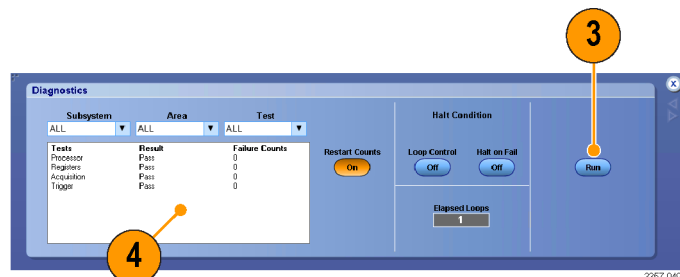 3
Diagnostics
x
Subsystem Area Test
ALL ALL ALL
Tests Result Failure Counts
Processor Pass 0
Registers Pass 0
Acquisition Pass 0
Trigger Pass 0
Restart Counts
On
Halt Condition
Loop Control Halt on Fail
Off Off
Run
Elapsed Loops
1
4